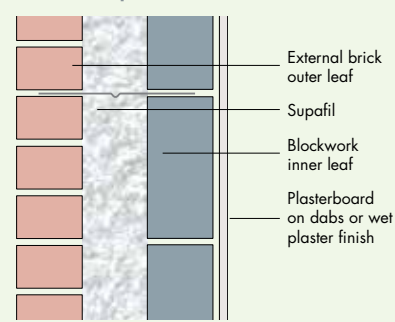 External brick
outer leaf
Supafil
Blockwork
inner leaf
Plasterboard
on dabs or wet
plaster finish